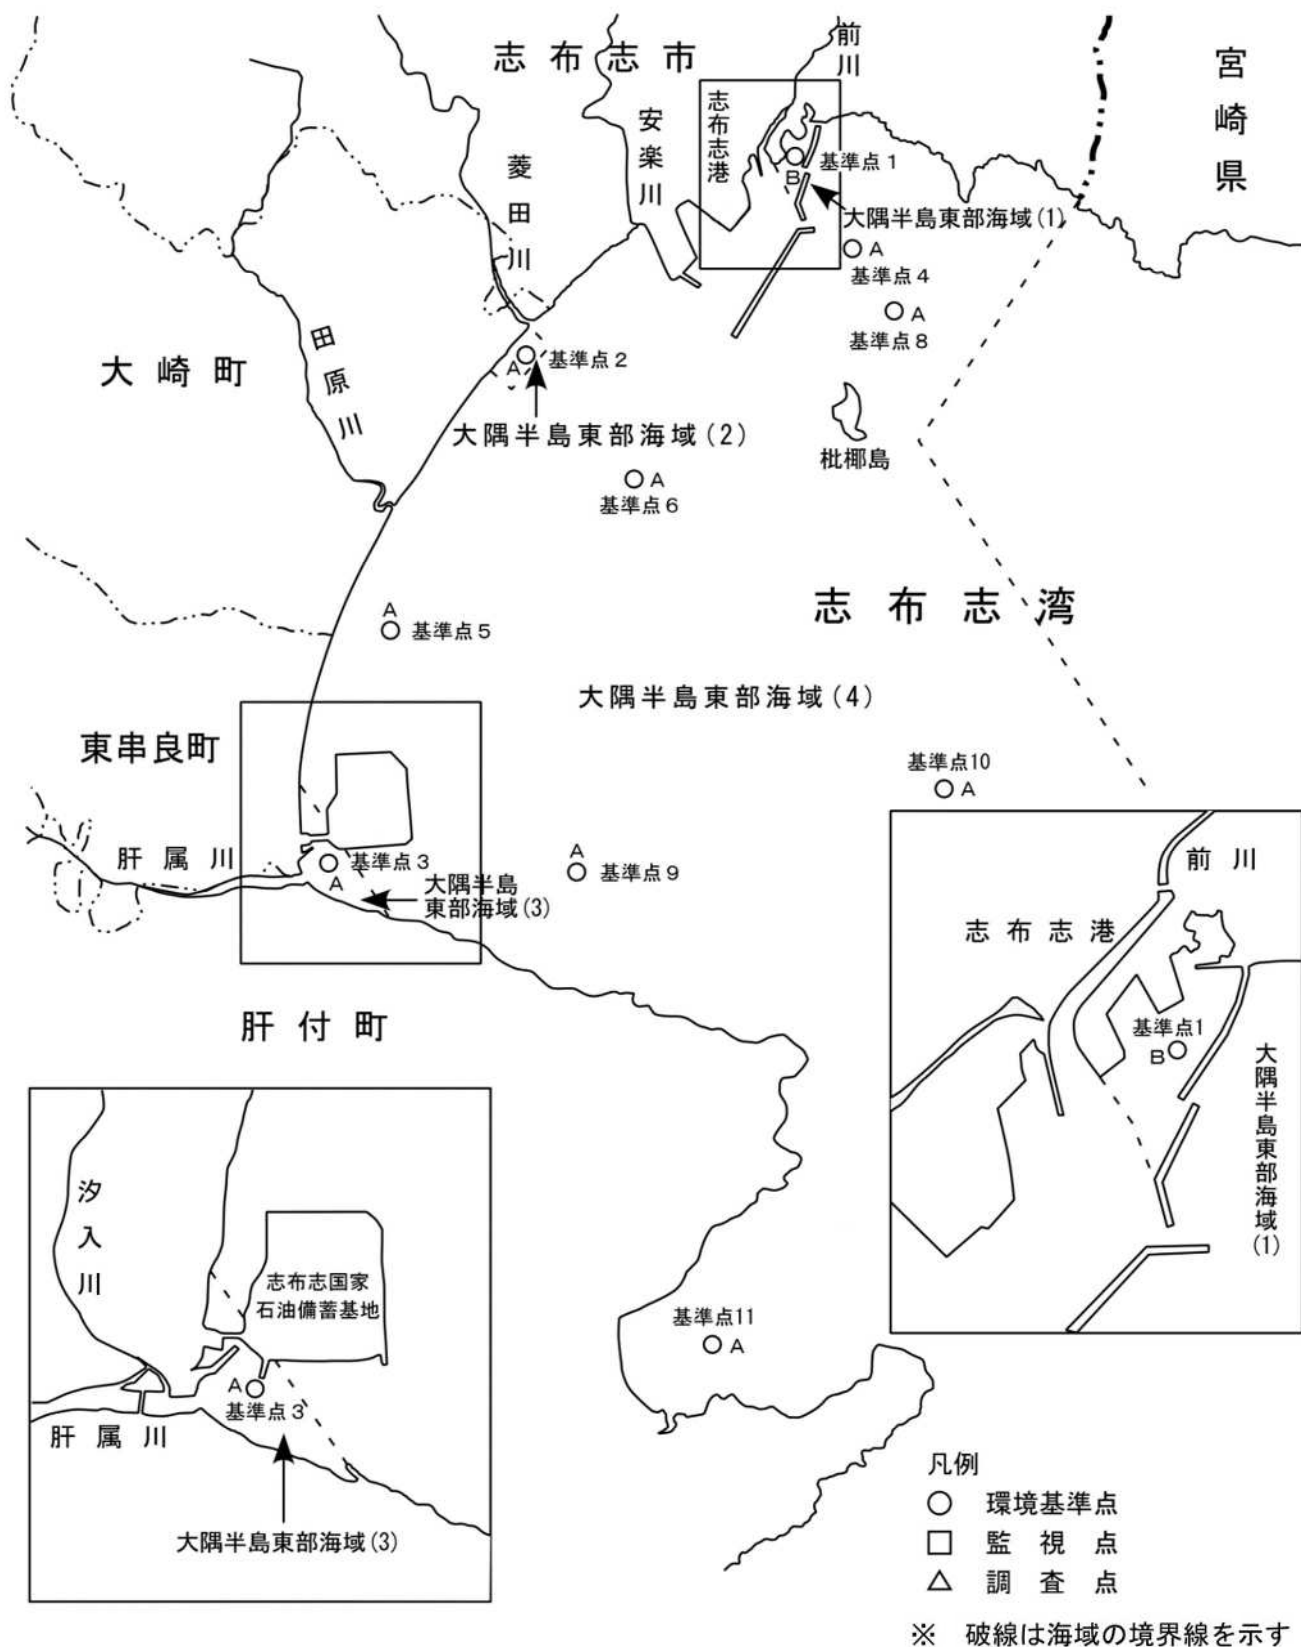 志布志市
前川
宮崎県
志布志港
安楽川
菱田川
基準点1
B
大隅半島東部海域(1)
A
基準点4
A
基準点8
田原川
大崎町
A
基準点2
大隅半島東部海域(2)
枇椰島
A
基準点6
志布志湾
A
基準点5
大隅半島東部海域(4)
東串良町
基準点10
A
肝属川
基準点3
A
大隅半島
東部海域(3)
A
基準点9
肝付町
前川
志布志港
基準点1
B
大隅半島東部海域(1)
汐入川
志布志国家
石油備蓄基地
A
基準点3
肝属川
大隅半島東部海域(3)
基準点11
A
凡例
環境基準点
監視点
調査点
※ 破線は海域の境界線を示す